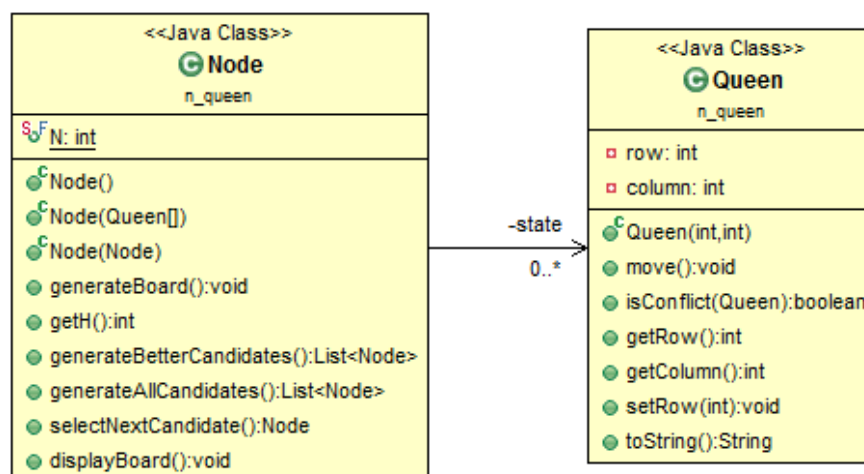 <<Java Class>>
Node
n_queen
N: int
Node()
Node(Queen[])
Node(Node)
generateBoard():void
getH():int
generateBetterCandidates():List<Node>
generateAllCandidates():List<Node>
selectNextCandidate():Node
displayBoard():void
-state
0..*
<<Java Class>>
Queen
n_queen
row: int
column: int
Queen(int,int)
move():void
isConflict(Queen):boolean
getRow():int
getColumn():int
setRow(int):void
toString():String